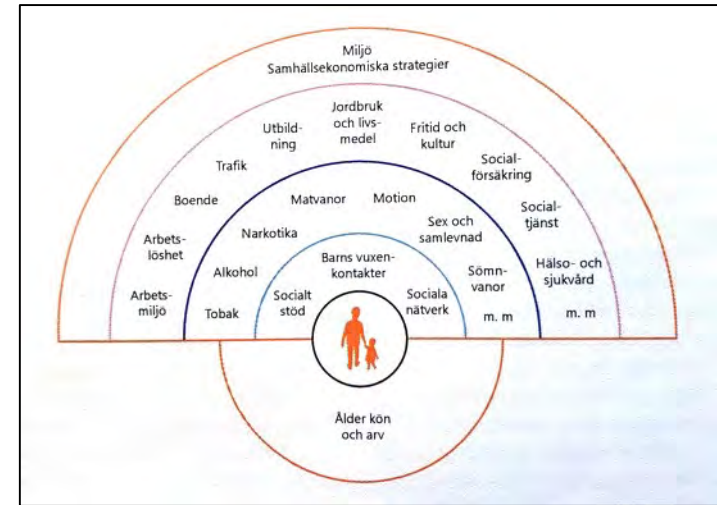 Miljö
Samhällsekonomiska strategier
Jordbruk
och livs-
medel
Utbild-
ning
Fritid och
kultur
Trafik
Social-
försäkring
Boende
Social-
tjänst
Arbets-
löshet
Hälso- och
sjukvård
Arbets-
miljö
m. m
Matvanor
Motion
Narkotika
Sex och
samlevnad
Alkohol
Sömn-
vanor
Tobak
m. m
Barns vuxen-
kontakter
Socialt
stöd
Sociala
nätverk
Ålder kön
och arv